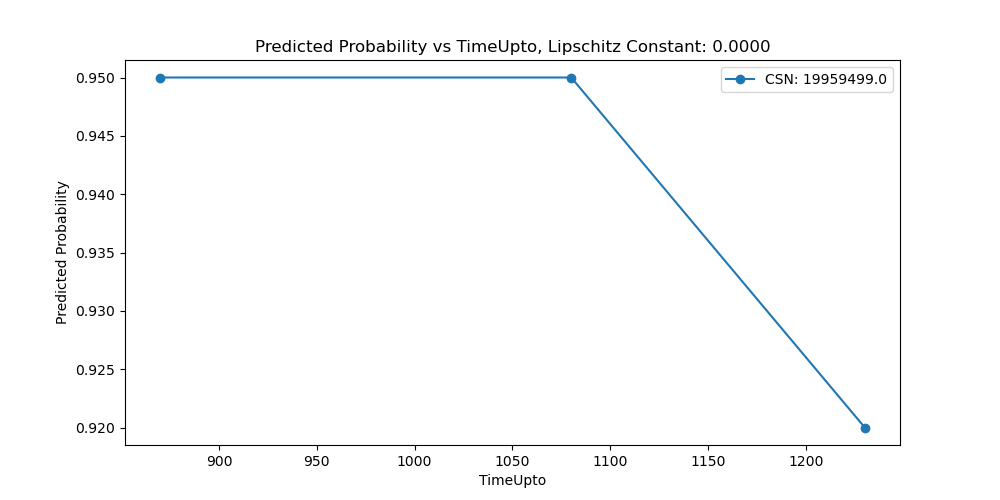 Predicted Probability vs TimeUpto, Lipschitz Constant: 0.0000
CSN: 19959499.0
Predicted Probability
0.950
0.945
0.940
0.935
0.930
0.925
0.920
900 950 1000 1050 1100 1150 1200
TimeUpto